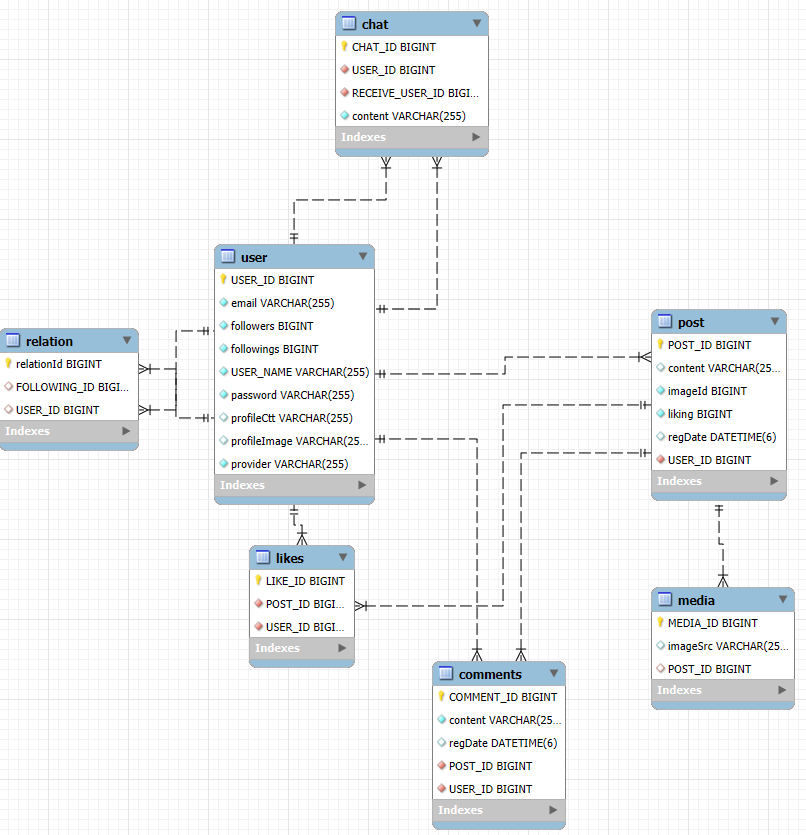 chat
CHAT_ID BIGINT
USER_ID BIGINT
RECEIVE_USER_ID BIGI...
content VARCHAR(255)
Indexes
user
USER_ID BIGINT
email VARCHAR(255)
followers BIGINT
followings BIGINT
USER_NAME VARCHAR(255)
password VARCHAR(255)
profileCtt VARCHAR(255)
profileImage VARCHAR(25...
provider VARCHAR(255)
Indexes
relation
relationId BIGINT
FOLLOWING_ID BIGI...
USER_ID BIGINT
Indexes
post
POST_ID BIGINT
content VARCHAR(25...
imageId BIGINT
liking BIGINT
regDate DATETIME(6)
USER_ID BIGINT
Indexes
likes
LIKE_ID BIGINT
POST_ID BIGI...
USER_ID BIGI...
Indexes
media
MEDIA_ID BIGINT
imageSrc VARCHAR(25...
POST_ID BIGINT
Indexes
comments
COMMENT_ID BIGINT
content VARCHAR(25...
regDate DATETIME(6)
POST_ID BIGINT
USER_ID BIGINT
Indexes